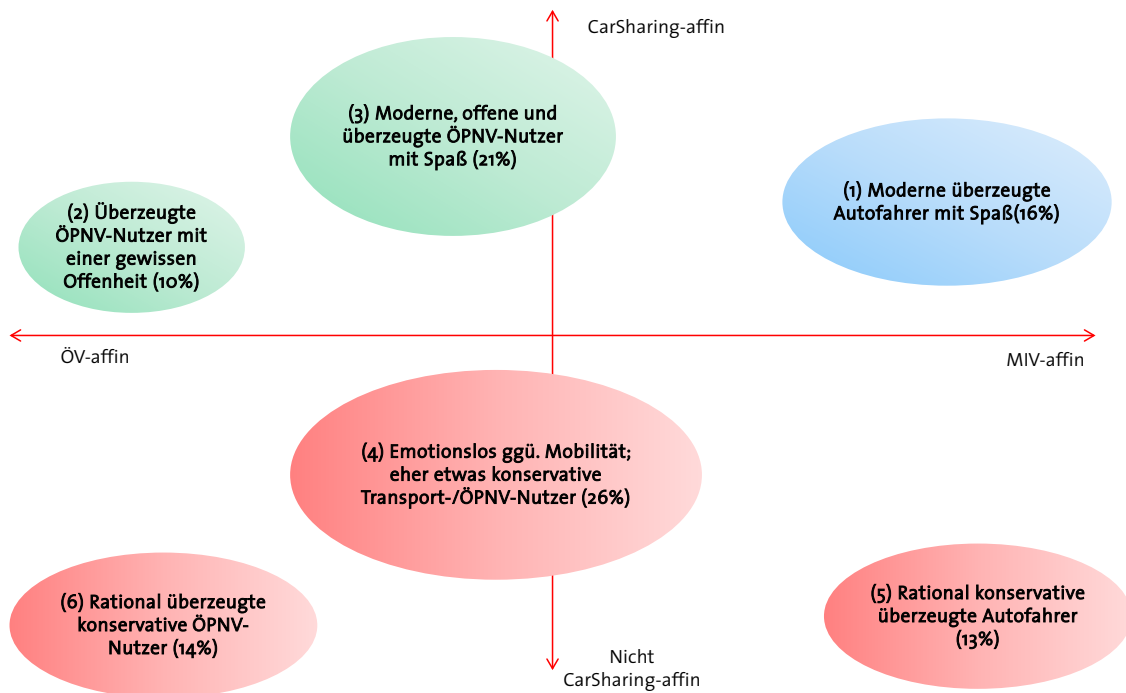 CarSharing-affin
(3) Moderne, offene und
überzeugte ÖPNV-Nutzer
mit Spaß (21%)
(1) Moderne überzeugte
Autofahrer mit Spaß(16%)
(2) Überzeugte
ÖPNV-Nutzer mit
einer gewissen
Offenheit (10%)
ÖV-affin
MIV-affin
(4) Emotionslos ggü. Mobilität;
eher etwas konservative
Transport-/ÖPNV-Nutzer (26%)
(6) Rational überzeugte
konservative ÖPNV-
Nutzer (14%)
(5) Rational konservative
überzeugte Autofahrer
(13%)
Nicht
CarSharing-affin